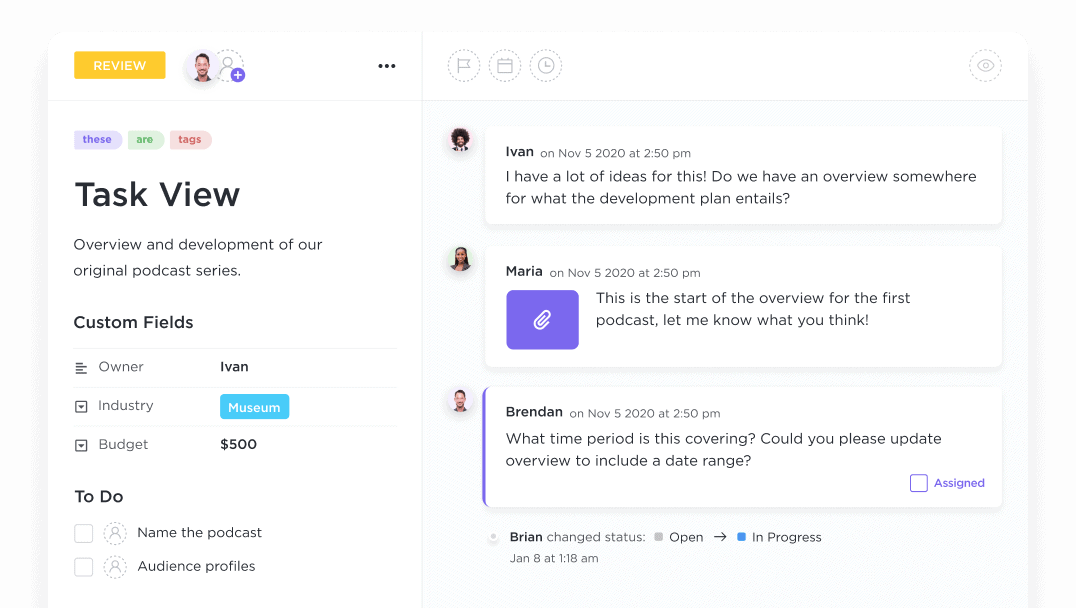 REVIEW
these are tags
Task View
Overview and development of our
original podcast series.
Custom Fields
Owner Ivan
Industry Museum
Budget $500
To Do
Name the podcast
Audience profiles
Ivan on Nov 5 2020 at 2:50 pm
I have a lot of ideas for this! Do we have an overview somewhere
for what the development plan entails?
Maria on Nov 5 2020 at 2:50 pm
This is the start of the overview for the first
podcast, let me know what you think!
Brendan on Nov 5 2020 at 2:50 pm
What time period is this covering? Could you please update
overview to include a date range?
Assigned
Brian changed status: Open → In Progress
Jan 8 at 1:18 am